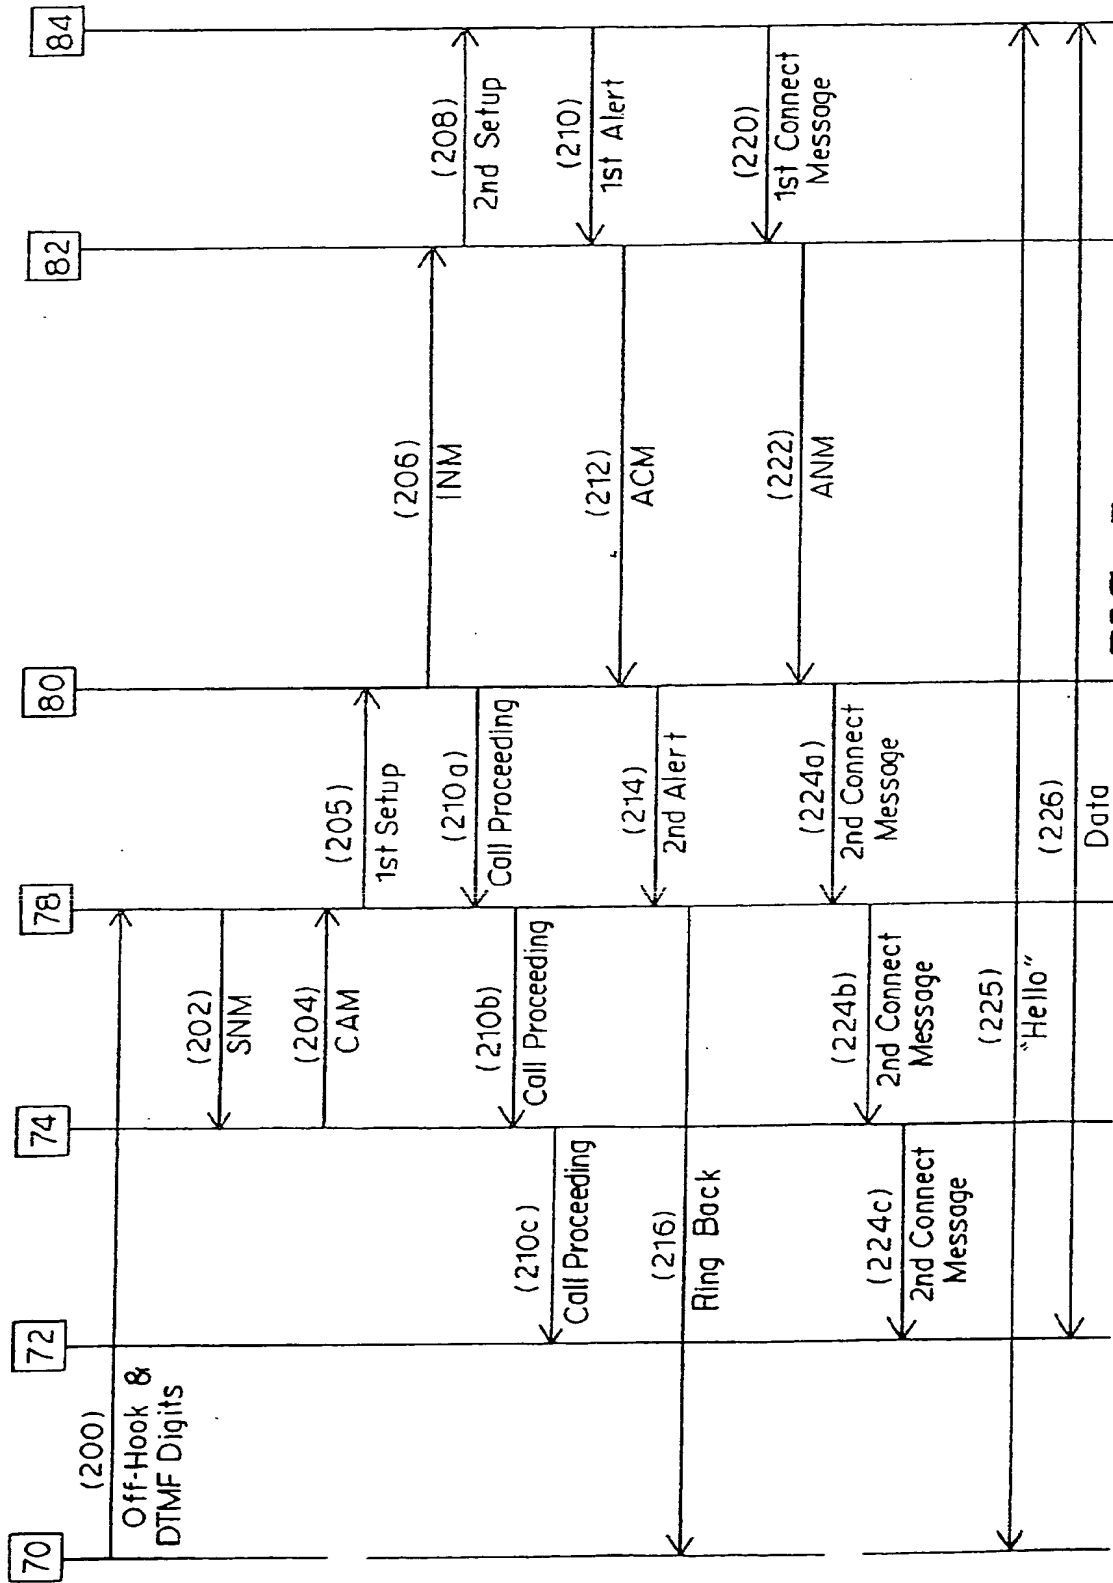 70
72
74
78
80
82
84
(200)
Off-Hook &
DTMF Digits
(202)
SNM
(204)
CAM
(205)
1st Setup
(206)
INM
(208)
2nd Setup
(210a)
Call Proceeding
(210b)
Call Proceeding
(210c)
Call Proceeding
(210)
1st Alert
(212)
ACM
(214)
2nd Alert
(216)
Ring Back
(220)
1st Connect
Message
(222)
ANM
(224a)
2nd Connect
Message
(224b)
2nd Connect
Message
(224c)
2nd Connect
Message
(225)
"Hello"
(226)
Data